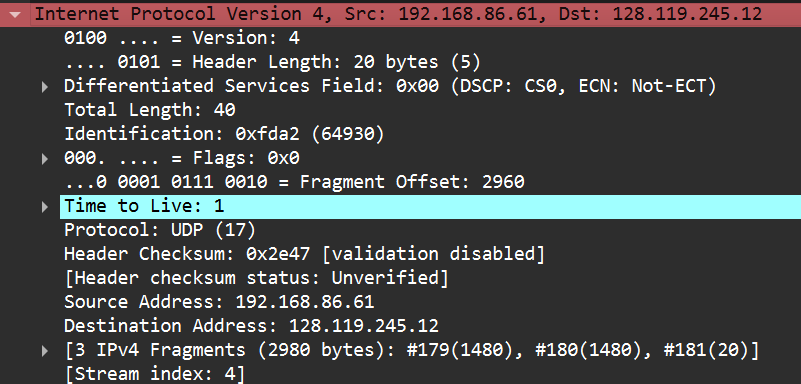 Internet Protocol Version 4, Src: 192.168.86.61, Dst: 128.119.245.12
0100 .... = Version: 4
.... 0101 = Header Length: 20 bytes (5)
Differentiated Services Field: 0x00 (DSCP: CS0, ECN: Not-ECT)
Total Length: 40
Identification: 0xfda2 (64930)
000. .... = Flags: 0x0
...0 0001 0111 0010 = Fragment Offset: 2960
Time to Live: 1
Protocol: UDP (17)
Header Checksum: 0x2e47 [validation disabled]
[Header checksum status: Unverified]
Source Address: 192.168.86.61
Destination Address: 128.119.245.12
[3 IPv4 Fragments (2980 bytes): #179(1480), #180(1480), #181(20)]
[Stream index: 4]